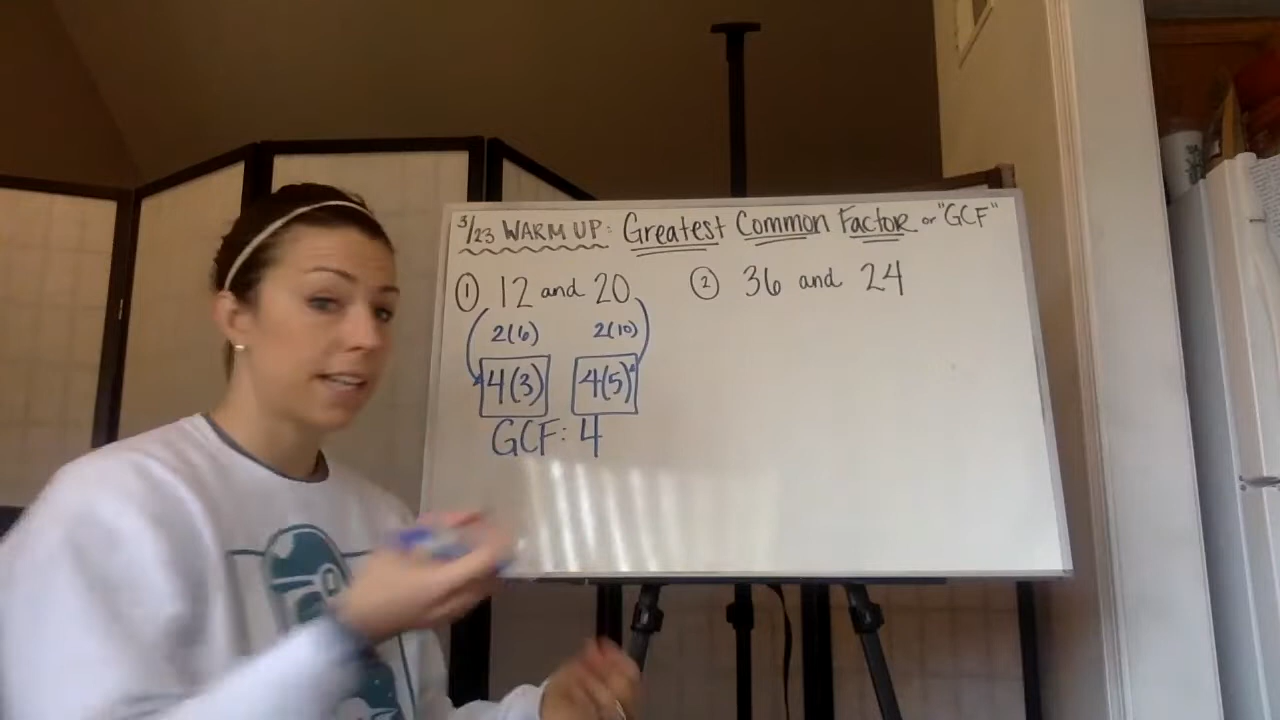 3/23 WARM UP: Greatest Common Factor or "GCF"
① 12 and 20
2(6) 2(10)
4(3) 4(5)
GCF: 4
② 36 and 24